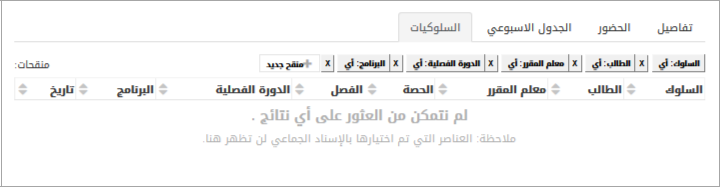 تفاصيل الحضور الجدول الاسبوعي السلوكيات
منقحات: السلوك: أي X الطالب: أي X معلم المقرر: أي X الدورة الفصلية: أي X البرنامج: أي X +منقح جديد
السلوك الطالب معلم المقرر الحصة الفصل الدورة الفصلية البرنامج تاريخ
لم نتمكن من العثور على أي نتائج .
ملاحظة: العناصر التي تم اختيارها بالإسناد الجماعي لن تظهر هنا.